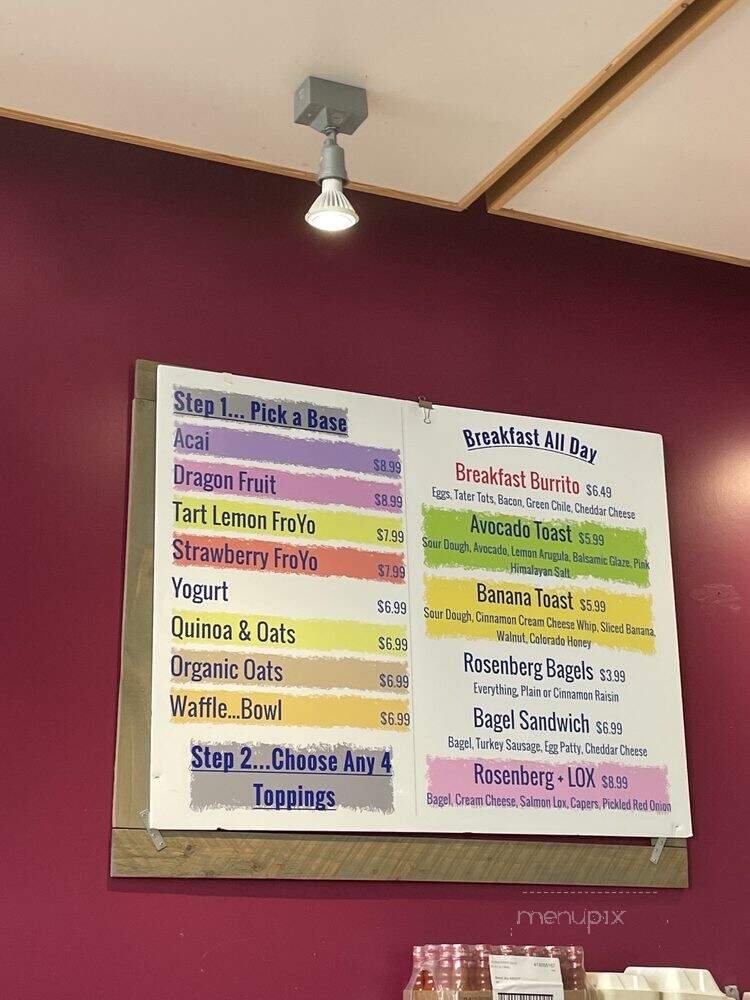 Step 1... Pick a Base
Acai
$8.99
Dragon Fruit
$8.99
Tart Lemon FroYo
$7.99
Strawberry FroYo
$7.99
Yogurt
$6.99
Quinoa & Oats
$6.99
Organic Oats
$6.99
Waffle...Bowl
$6.99
Step 2...Choose Any 4
Toppings
Breakfast All Day
Breakfast Burrito $6.49
Eggs, Tater Tots, Bacon, Green Chile, Cheddar Cheese
Avocado Toast $5.99
Sour Dough, Avocado, Lemon Arugula, Balsamic Glaze, Pink
Himalayan Salt
Banana Toast $5.99
Sour Dough, Cinnamon Cream Cheese Whip, Sliced Banana,
Walnut, Colorado Honey
Rosenberg Bagels $3.99
Everything, Plain or Cinnamon Raisin
Bagel Sandwich $6.99
Bagel, Turkey Sausage, Egg Patty, Cheddar Cheese
Rosenberg + LOX $8.99
Bagel, Cream Cheese, Salmon Lox, Capers, Pickled Red Onion
menupix